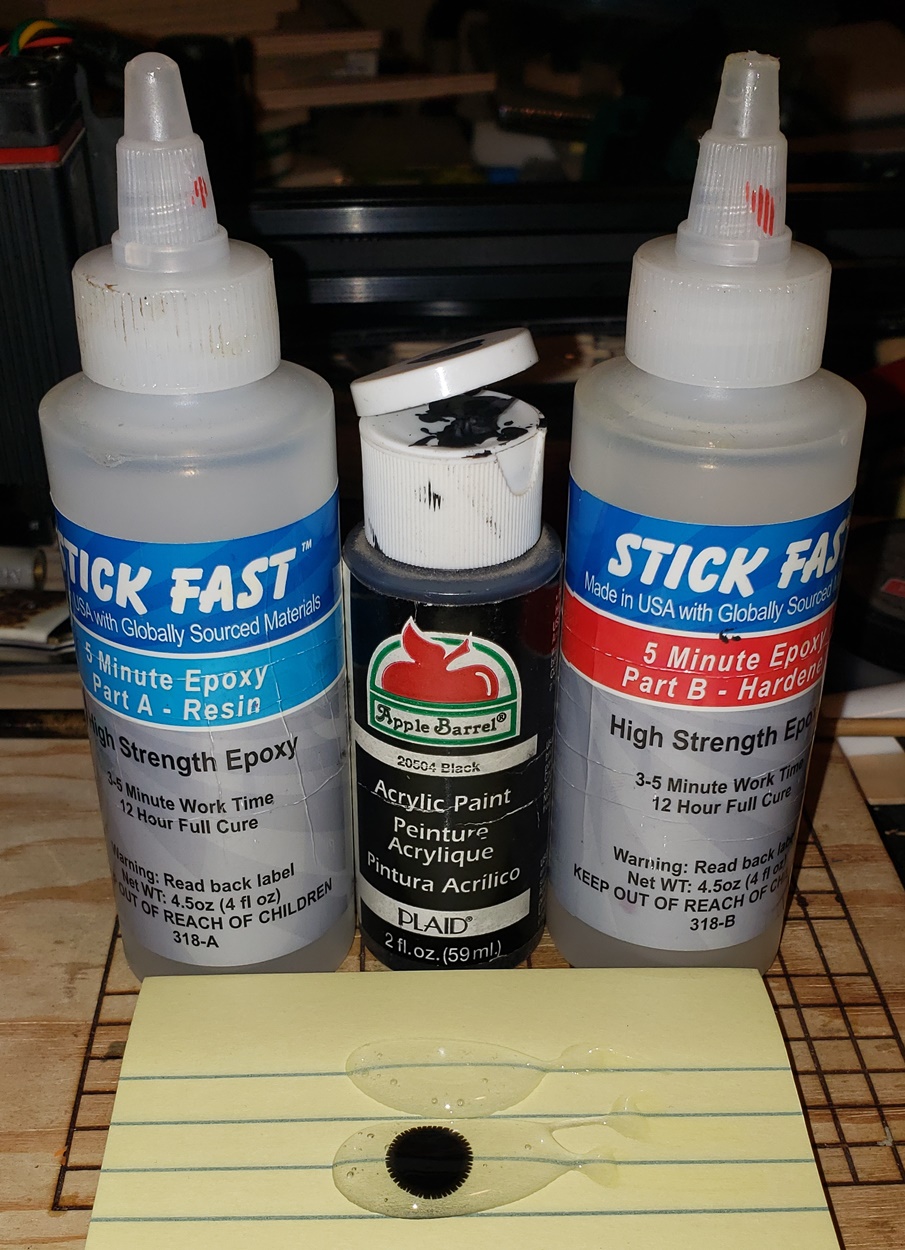 TICK FAST™
USA with Globally Sourced Materials
5 Minute Epoxy
Part A - Resin
High Strength Epoxy
3-5 Minute Work Time
12 Hour Full Cure
Warning: Read back label
Net WT: 4.5oz (4 fl oz)
OUT OF REACH OF CHILDREN
318-A
Apple Barrel®
20504 Black
Acrylic Paint
Peinture
Acrylique
Pintura Acrílico
PLAID®
2 fl. oz. (59 ml.)
STICK FAS
Made in USA with Globally Sourced
5 Minute Epoxy
Part B - Hardene
High Strength Epo
3-5 Minute Work Time
12 Hour Full Cure
Warning: Read back label
Net WT: 4.5oz (4 fl oz)
KEEP OUT OF REACH OF CH
318-B